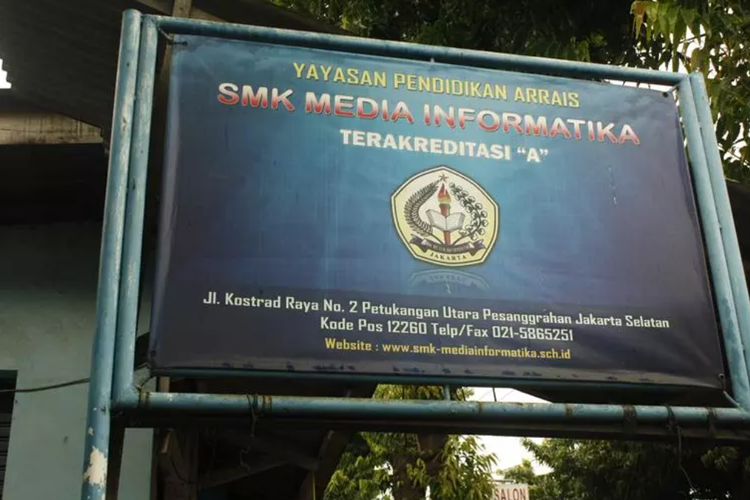 YAYASAN PENDIDIKAN ARRAIS
SMK MEDIA INFORMATIKA
TERAKREDITASI "A"
JAKARTA
Jl. Kostrad Raya No. 2 Petukangan Utara Pesanggrahan Jakarta Selatan
Kode Pos 12260 Telp/Fax 021-5865251
Website : www.smk-mediainformatika.sch.id
SALON